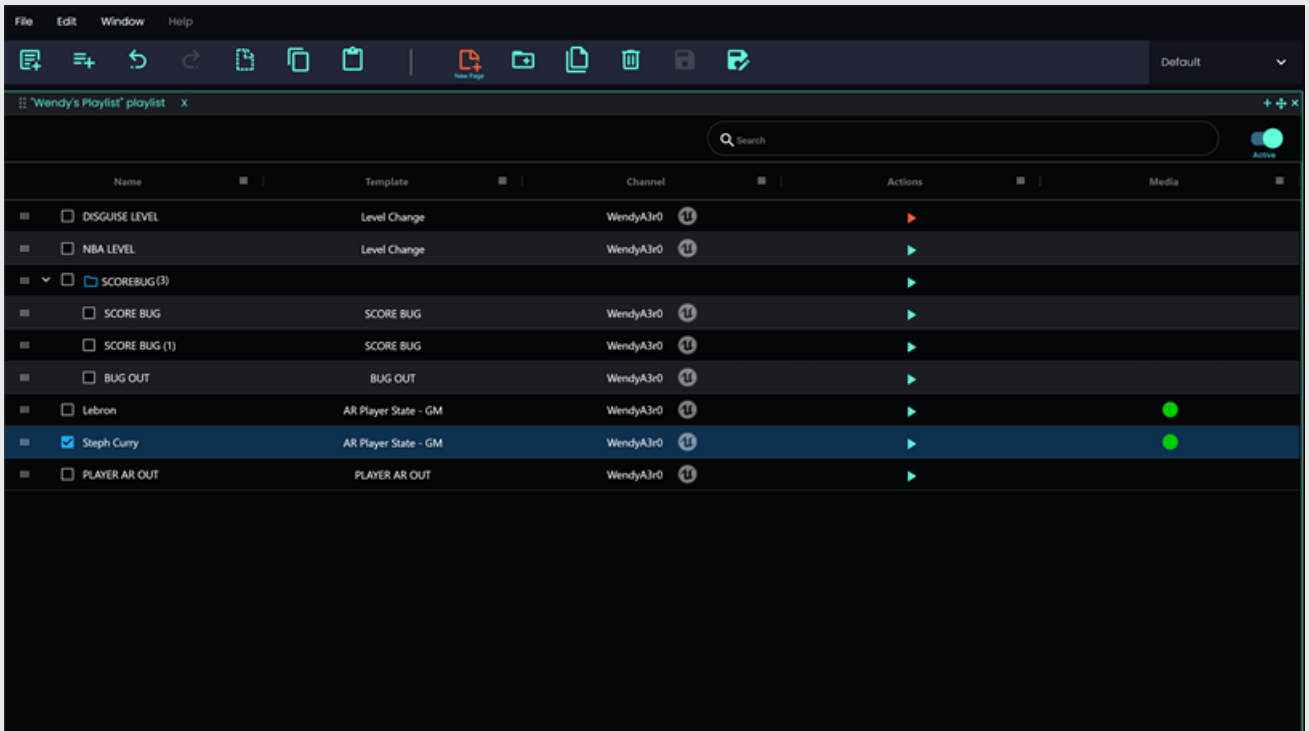 File Edit Window Help
New Page
Default
"Wendy's Playlist" playlist X
Search
Active
Name Template Channel Actions Media
DISGUISE LEVEL Level Change WendyA3r0
NBA LEVEL Level Change WendyA3r0
SCOREBUG (3)
SCORE BUG SCORE BUG WendyA3r0
SCORE BUG (1) SCORE BUG WendyA3r0
BUG OUT BUG OUT WendyA3r0
Lebron AR Player State - GM WendyA3r0
Steph Curry AR Player State - GM WendyA3r0
PLAYER AR OUT PLAYER AR OUT WendyA3r0